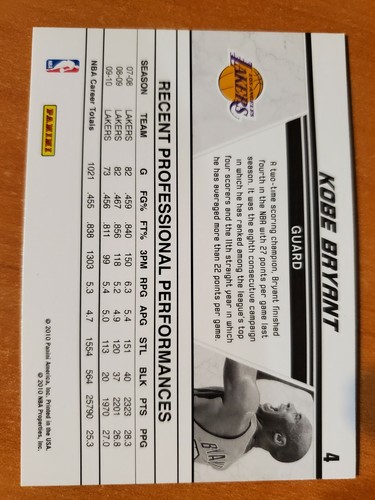 KOBE BRYANT
4
GUARD
LAKERS
A two-time scoring champion, Bryant finished
fourth in the NBA with 27 points per game last
season. It was the eighth consecutive campaign
in which he has ranked among the league's top
four scorers and the 11th straight year in which
he has averaged more than 22 points per game.
BRYA
RECENT PROFESSIONAL PERFORMANCES
SEASON TEAM G FG% FT% 3PM RPG APG STL BLK PTS PPG
07-08 LAKERS 82 .459 .840 150 6.3 5.4 151 40 2323 28.3
08-09 LAKERS 82 .467 .856 118 5.2 4.9 120 37 2201 26.8
09-10 LAKERS 73 .456 .811 99 5.4 5.0 113 20 1970 27.0
NBA Career Totals 1021 .455 .838 1303 5.3 4.7 1554 564 25790 25.3
PANINI
© 2010 Panini America, Inc. Printed in the USA.
© 2010 NBA Properties, Inc.